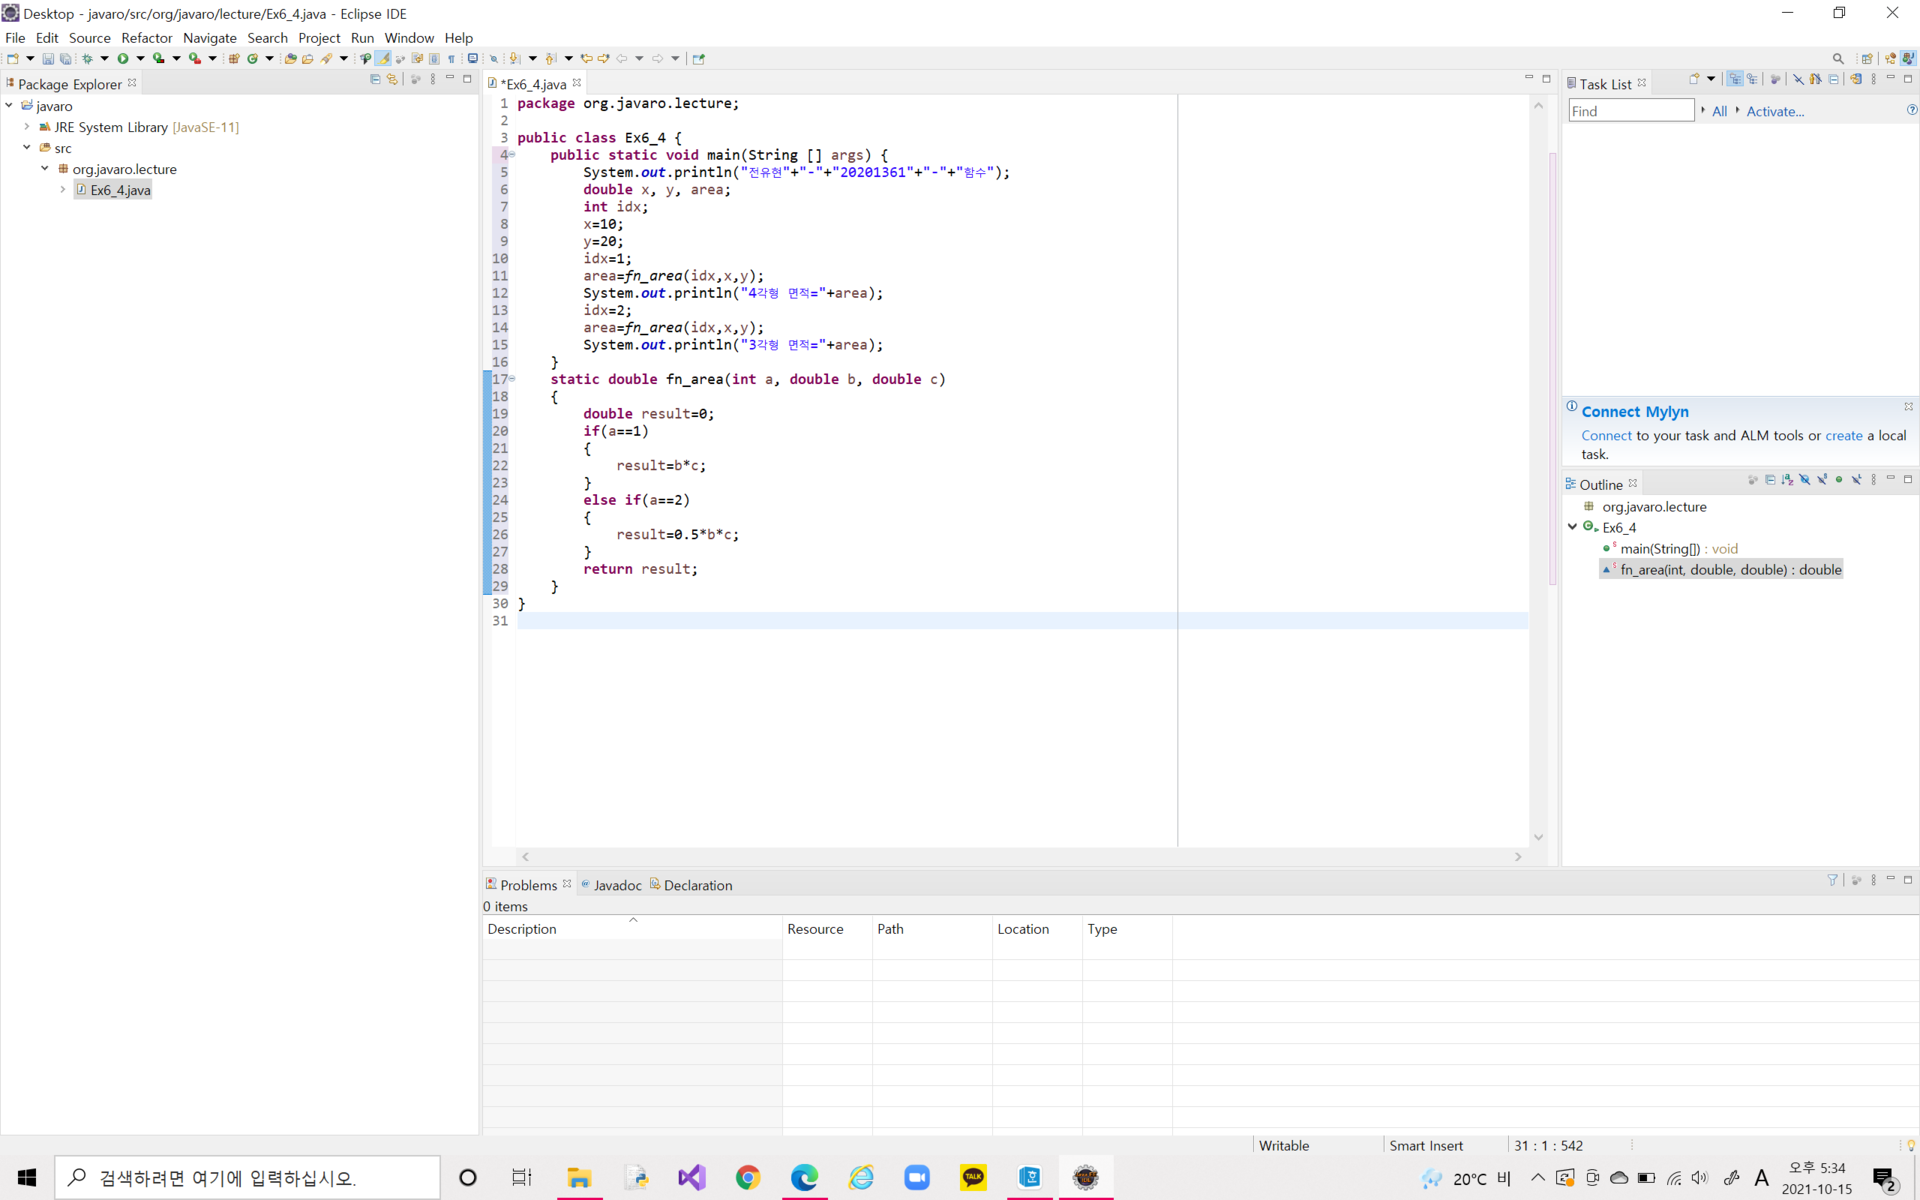 Desktop - javaro/src/org/javaro/lecture/Ex6_4.java - Eclipse IDE
File Edit Source Refactor Navigate Search Project Run Window Help
Package Explorer
javaro
JRE System Library [JavaSE-11]
src
org.javaro.lecture
Ex6_4.java
*Ex6_4.java
1 package org.javaro.lecture;
2
3 public class Ex6_4 {
4 public static void main(String [] args) {
5 System.out.println("전유현"+"-"+"20201361"+"-"+"함수");
6 double x, y, area;
7 int idx;
8 x=10;
9 y=20;
10 idx=1;
11 area=fn_area(idx,x,y);
12 System.out.println("4각형 면적="+area);
13 idx=2;
14 area=fn_area(idx,x,y);
15 System.out.println("3각형 면적="+area);
16 }
17 static double fn_area(int a, double b, double c)
18 {
19 double result=0;
20 if(a==1)
21 {
22 result=b*c;
23 }
24 else if(a==2)
25 {
26 result=0.5*b*c;
27 }
28 return result;
29 }
30 }
31
Task List
Find All Activate...
Connect Mylyn
Connect to your task and ALM tools or create a local
task.
Outline
org.javaro.lecture
Ex6_4
main(String[]) : void
fn_area(int, double, double) : double
Problems Javadoc Declaration
0 items
Description Resource Path Location Type
Writable Smart Insert 31 : 1 : 542
검색하려면 여기에 입력하십시오.
TALK
20°C 비
A
오후 5:34
2021-10-15
2